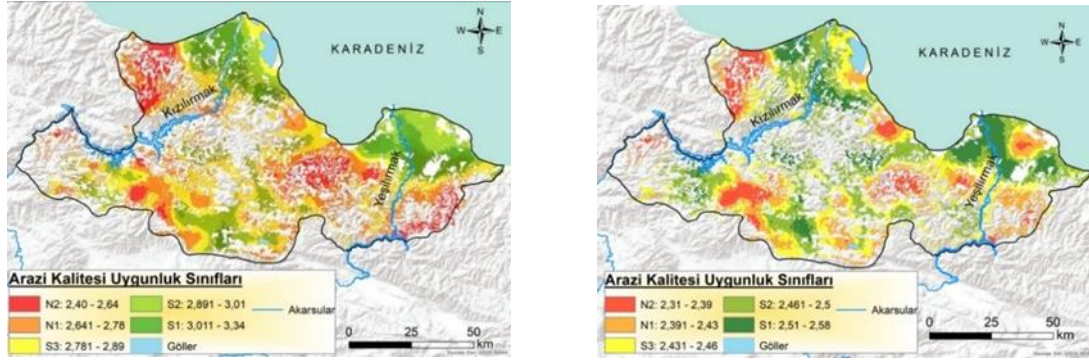 N
W E
S
KARADENİZ
Kızılırmak
Yeşilırmak
Arazi Kalitesi Uygunluk Sınıfları
N2: 2,40 - 2,64
S2: 2,891 - 3,01
Akarsular
N1: 2,641 - 2,78
S1: 3,011 - 3,34
S3: 2,781 - 2,89
Göller
0 25 50
km
N
W E
S
KARADENİZ
Kızılırmak
Yeşilırmak
Arazi Kalitesi Uygunluk Sınıfları
N2: 2,31 - 2,39
S2: 2,461 - 2,5
Akarsular
N1: 2,391 - 2,43
S1: 2,51 - 2,58
S3: 2,431 - 2,46
Göller
0 25 50
km